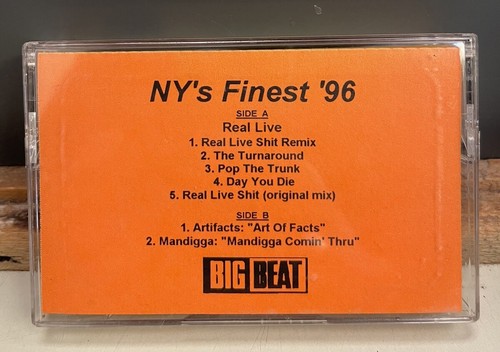 NY's Finest '96
SIDE A
Real Live
1. Real Live Shit Remix
2. The Turnaround
3. Pop The Trunk
4. Day You Die
5. Real Live Shit (original mix)
SIDE B
1. Artifacts: "Art Of Facts"
2. Mandigga: "Mandigga Comin' Thru"
BIG BEAT